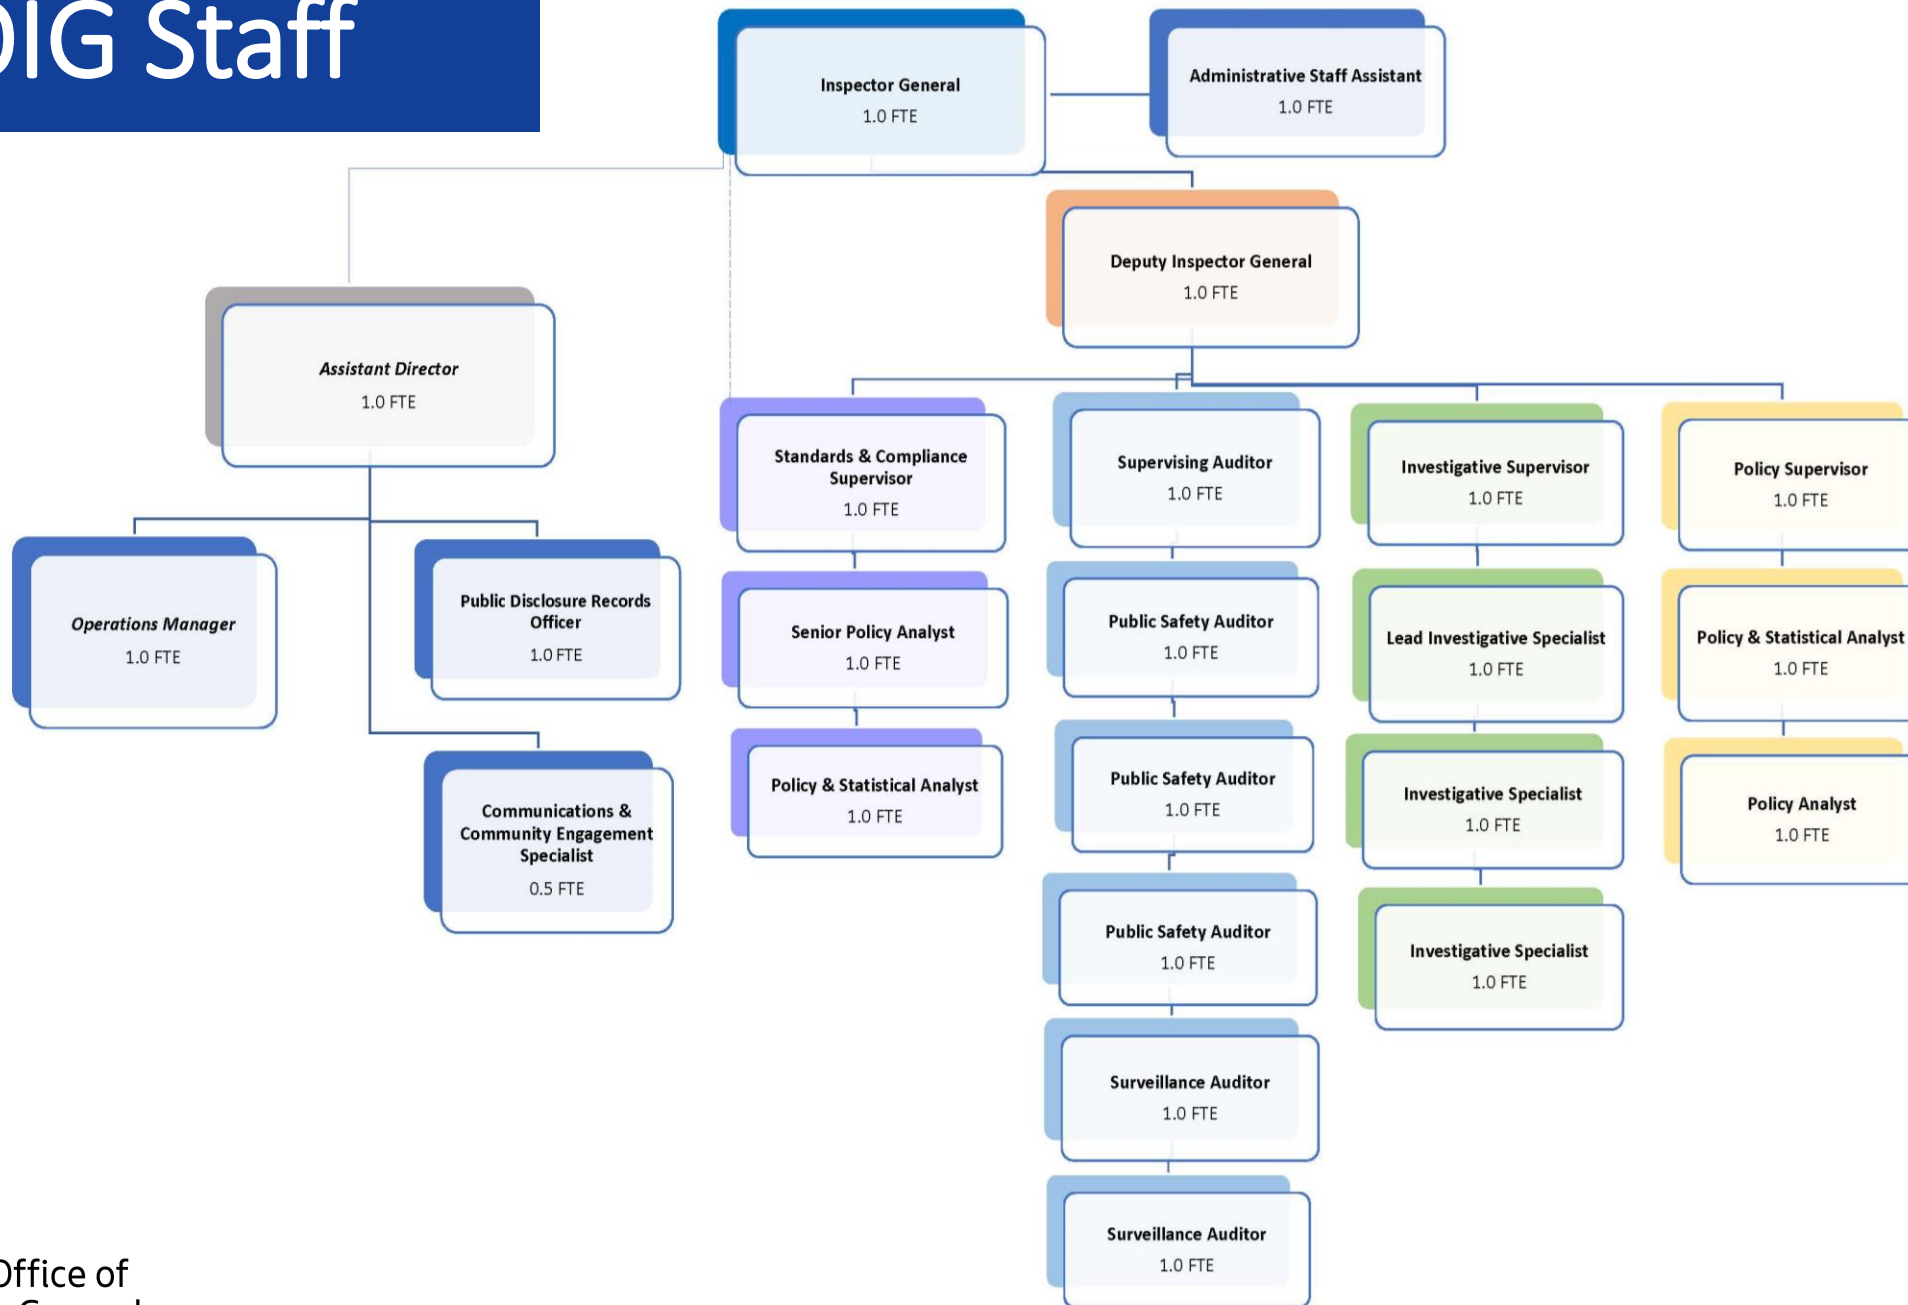 OIG Staff
Inspector General
1.0 FTE
Administrative Staff Assistant
1.0 FTE
Deputy Inspector General
1.0 FTE
Assistant Director
1.0 FTE
Operations Manager
1.0 FTE
Public Disclosure Records
Officer
1.0 FTE
Communications &
Community Engagement
Specialist
0.5 FTE
Standards & Compliance
Supervisor
1.0 FTE
Senior Policy Analyst
1.0 FTE
Policy & Statistical Analyst
1.0 FTE
Supervising Auditor
1.0 FTE
Public Safety Auditor
1.0 FTE
Public Safety Auditor
1.0 FTE
Public Safety Auditor
1.0 FTE
Surveillance Auditor
1.0 FTE
Surveillance Auditor
1.0 FTE
Investigative Supervisor
1.0 FTE
Lead Investigative Specialist
1.0 FTE
Investigative Specialist
1.0 FTE
Investigative Specialist
1.0 FTE
Policy Supervisor
1.0 FTE
Policy & Statistical Analyst
1.0 FTE
Policy Analyst
1.0 FTE
Office of